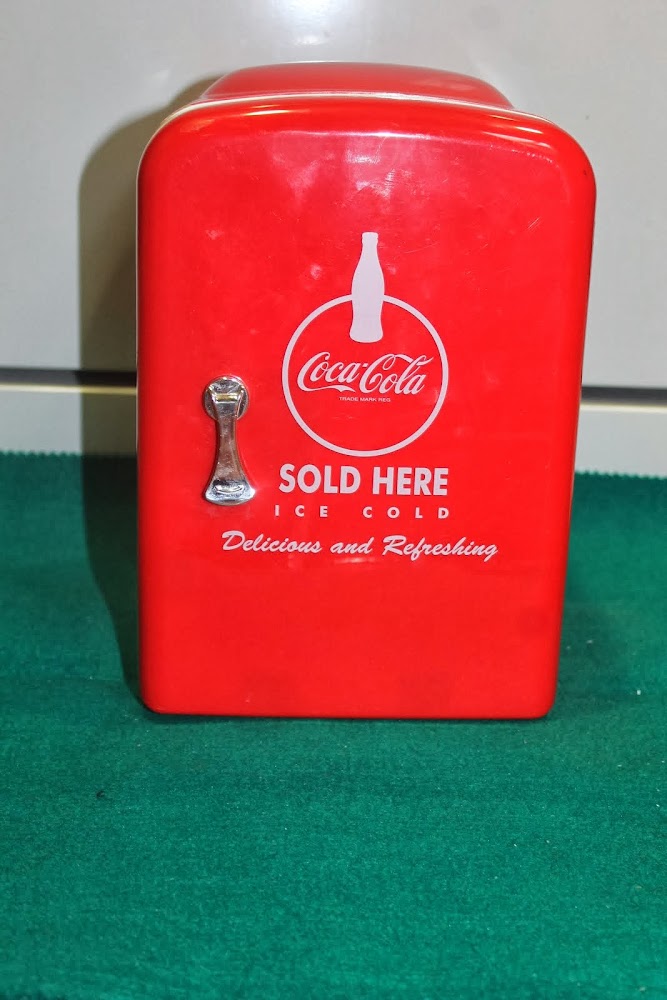 Coca-Cola
TRADE MARK REG
SOLD HERE
ICE COLD
Delicious and Refreshing